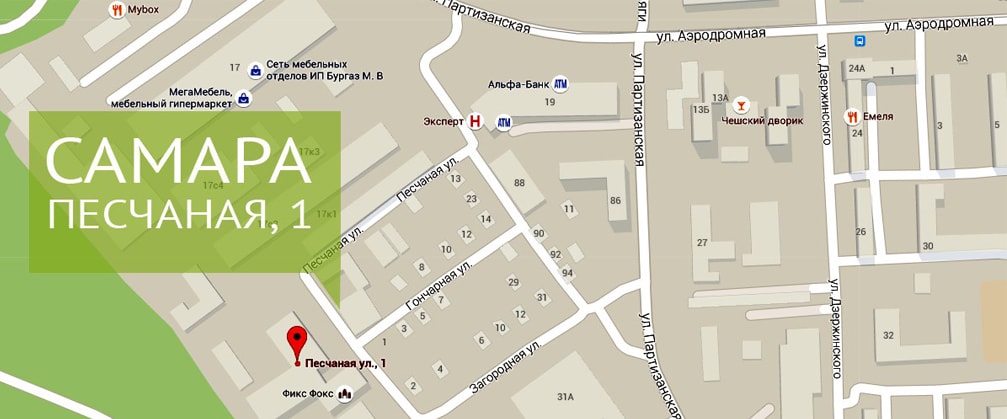 Mybox
ул. Партизанская
ул. Аэродромная
Сеть мебельных
отделов ИП Бургаз М. В
17
МегаМебель,
мебельный гипермаркет
Альфа-Банк
ATM
19
Эксперт
H
ATM
13А
13Б
Чешский дворик
24А
1
3А
24
Емеля
ул. Дзержинского
ул. Партизанская
САМАРА
ПЕСЧАНАЯ, 1
17к3
17с4
17к1
Песчаная ул.
Песчаная ул.
13
23
14
12
10
8
88
86
11
90
92
94
27
26
30
Гончарная ул.
7
5
3
1
29
31
12
10
6
4
2
Загородная ул.
ул. Партизанская
ул. Дзержинского
32
31А
Песчаная ул., 1
Фикс Фокс